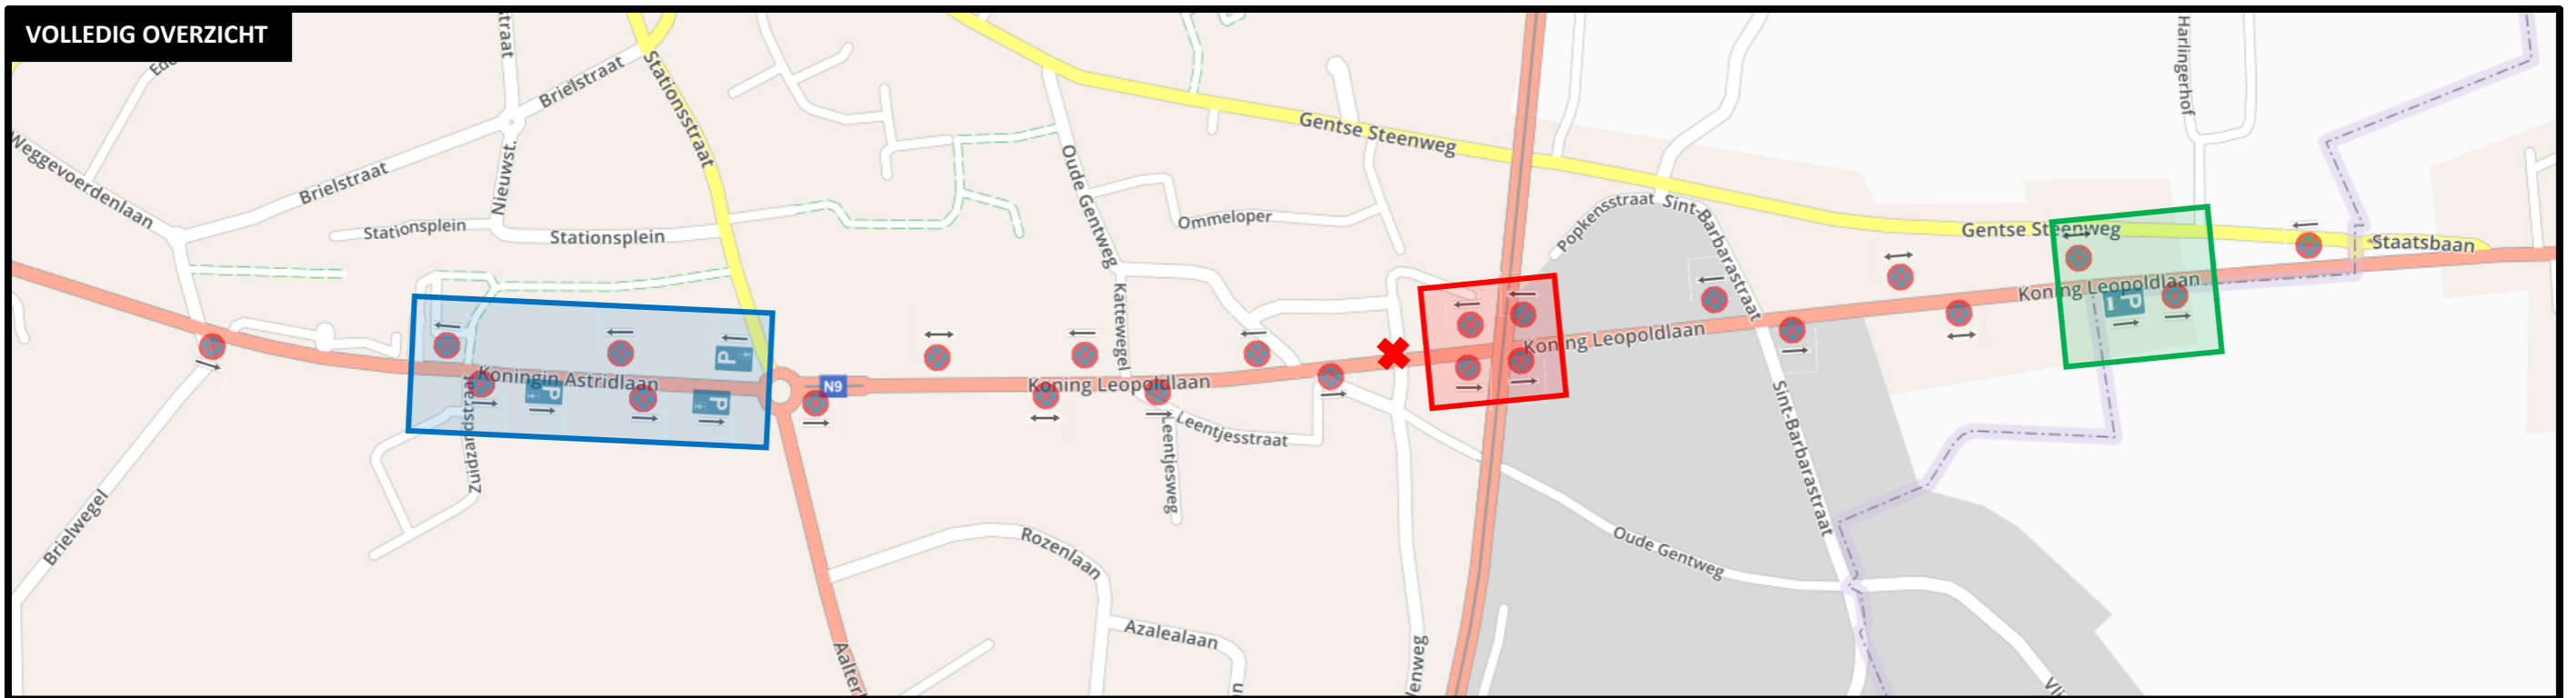 VOLLEDIG OVERZICHT
straat
Brielstraat
Stationsstraat
Harlingerhof
Gentse Steenweg
Weggevoerdenlaan
Brielstraat
Nieuwst.
Oude Gentweg
Stationsplein
Stationsplein
Ommeloper
Popkensstraat
Sint-Barbarastraat
Gentse Steenweg
Staatsbaan
Kattewegel
Koning Leopoldlaan
P
Koning Leopoldlaan
P
Koningin Astridlaan
P
P
N9
Koning Leopoldlaan
Zuidzandstraat
Leentjesstraat
Leentjesweg
Sint-Barbarastraat
Brielwegel
Rozenlaan
Oude Gentweg
Azalealaan